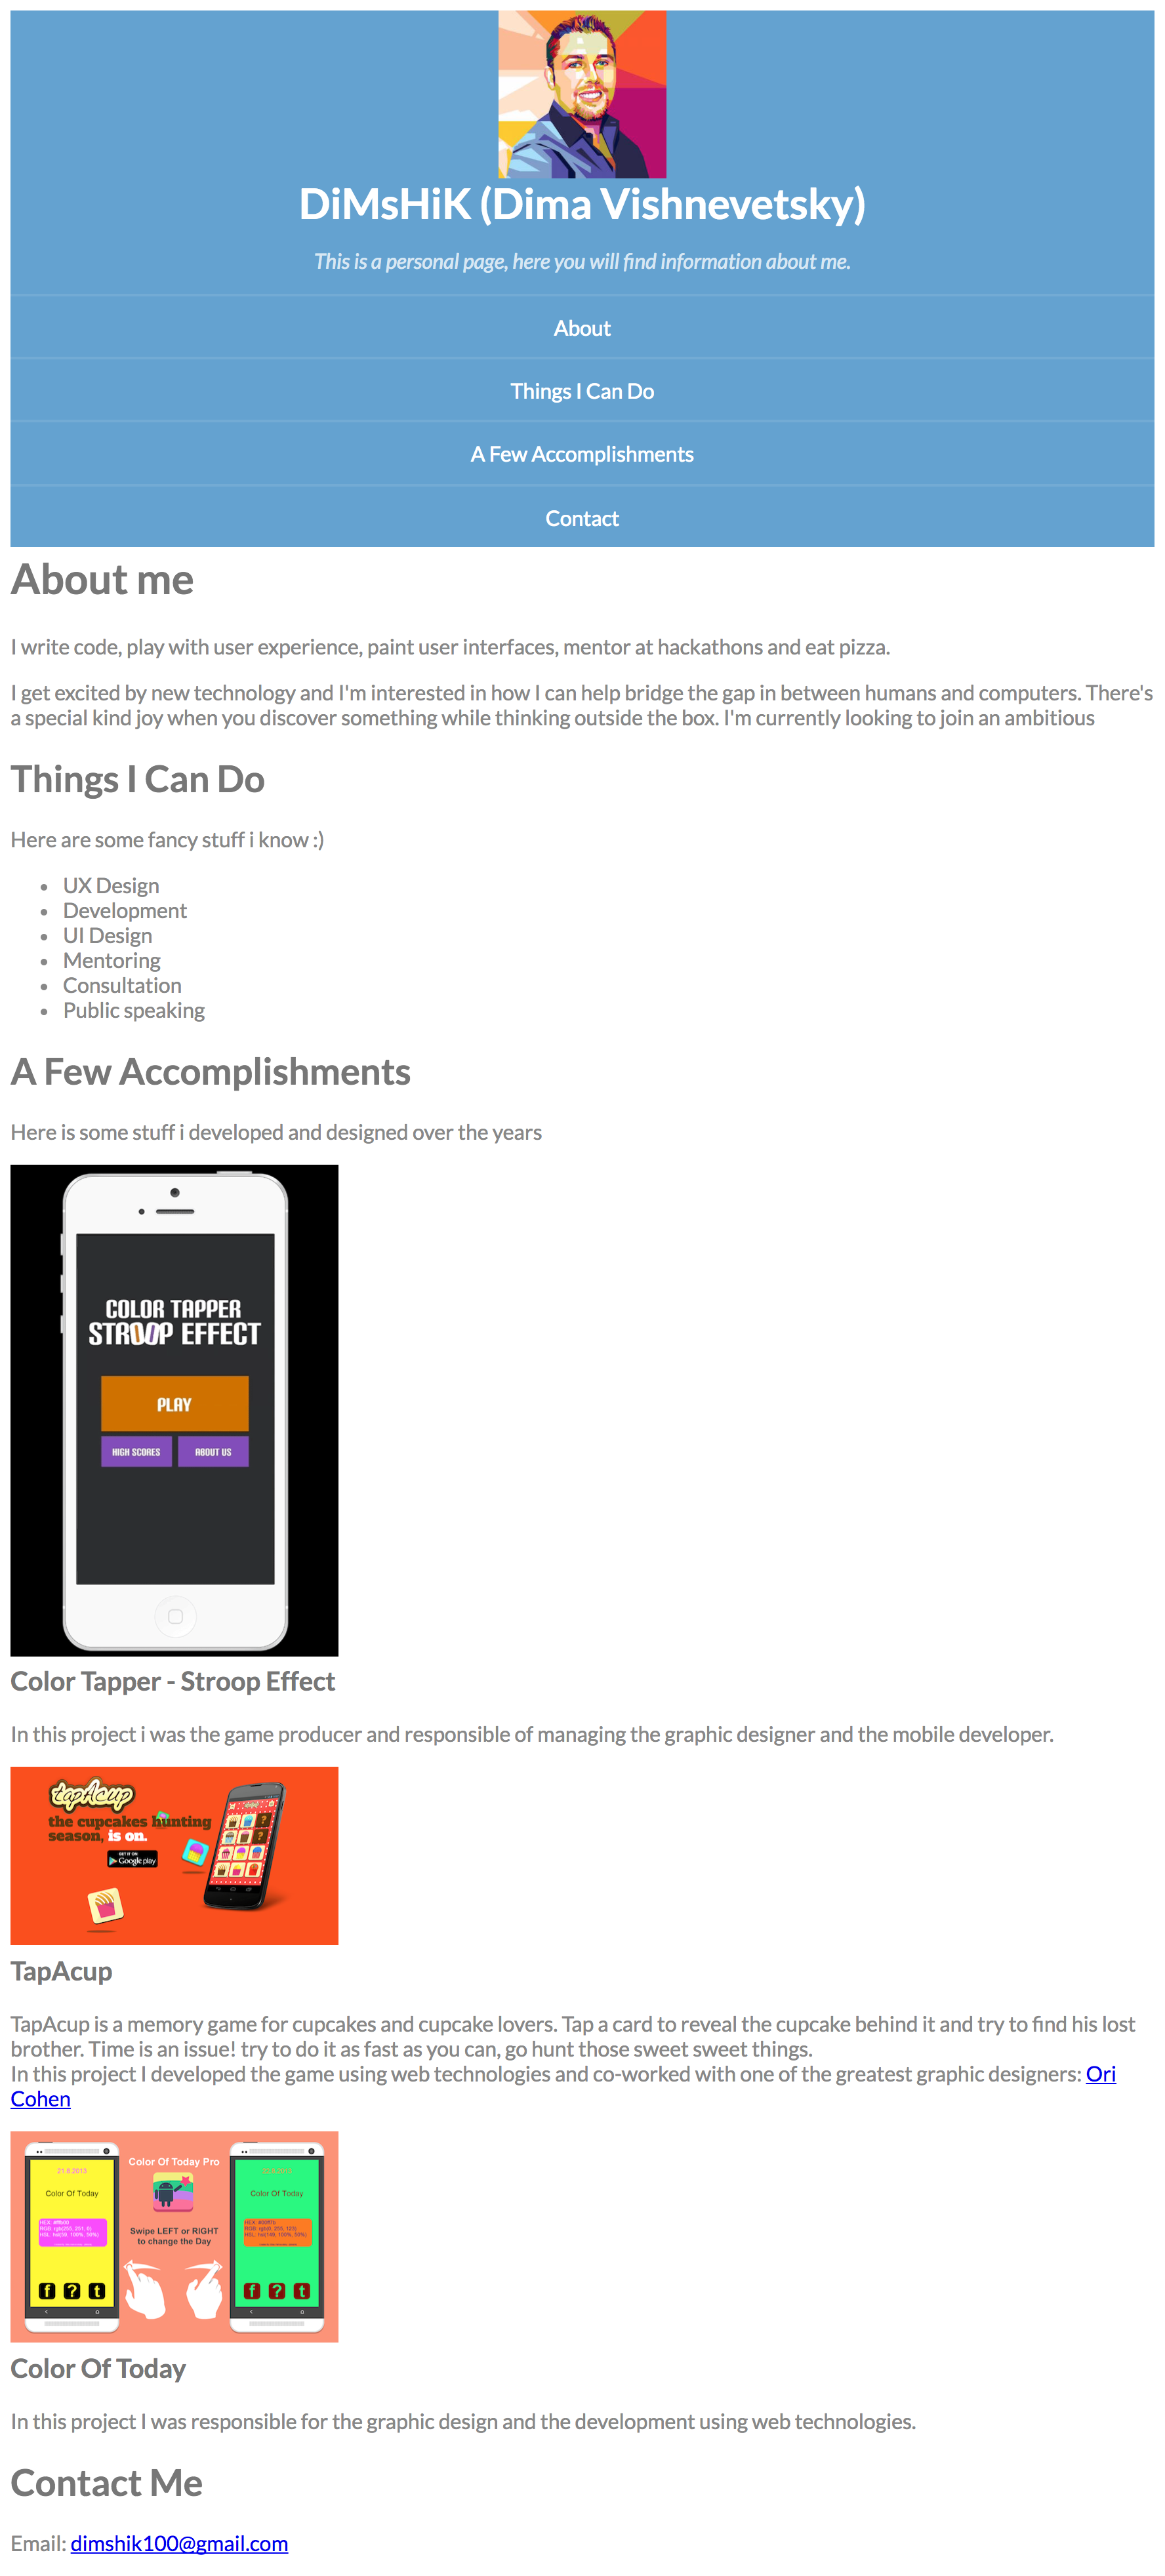 DiMsHiK (Dima Vishnevetsky)
This is a personal page, here you will find information about me.
About
Things I Can Do
A Few Accomplishments
Contact
About me
I write code, play with user experience, paint user interfaces, mentor at hackathons and eat pizza.
I get excited by new technology and I'm interested in how I can help bridge the gap in between humans and computers. There's
a special kind joy when you discover something while thinking outside the box. I'm currently looking to join an ambitious
Things I Can Do
Here are some fancy stuff i know :)
• UX Design
• Development
• UI Design
• Mentoring
• Consultation
• Public speaking
A Few Accomplishments
Here is some stuff i developed and designed over the years
COLOR TAPPER
STROOP EFFECT
PLAY
HIGH SCORES ABOUT US
Color Tapper - Stroop Effect
In this project i was the game producer and responsible of managing the graphic designer and the mobile developer.
tapAcup
the cupcakes hunting
season, is on.
GET IT ON
Google play
TapAcup
TapAcup is a memory game for cupcakes and cupcake lovers. Tap a card to reveal the cupcake behind it and try to find his lost
brother. Time is an issue! try to do it as fast as you can, go hunt those sweet sweet things.
In this project I developed the game using web technologies and co-worked with one of the greatest graphic designers: Ori
Cohen
21.6.2013
Color Of Today
Color Of Today Pro
Swipe LEFT or RIGHT
to change the Day
Color Of Today
f ? t
f ? t
Color Of Today
In this project I was responsible for the graphic design and the development using web technologies.
Contact Me
Email: dimshik100@gmail.com